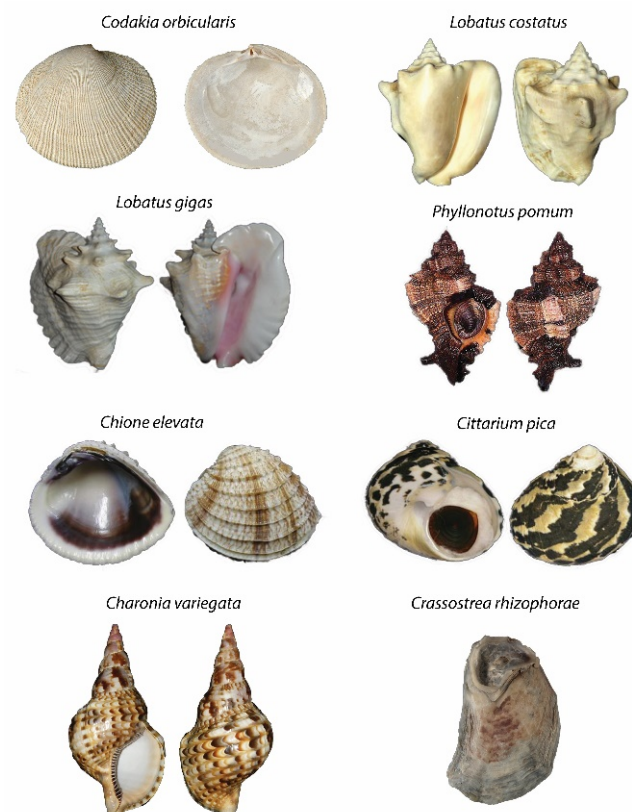 Codakia orbicularis
Lobatus costatus
Lobatus gigas
Phyllonotus pomum
Chione elevata
Cittarium pica
Charonia variegata
Crassostrea rhizophorae